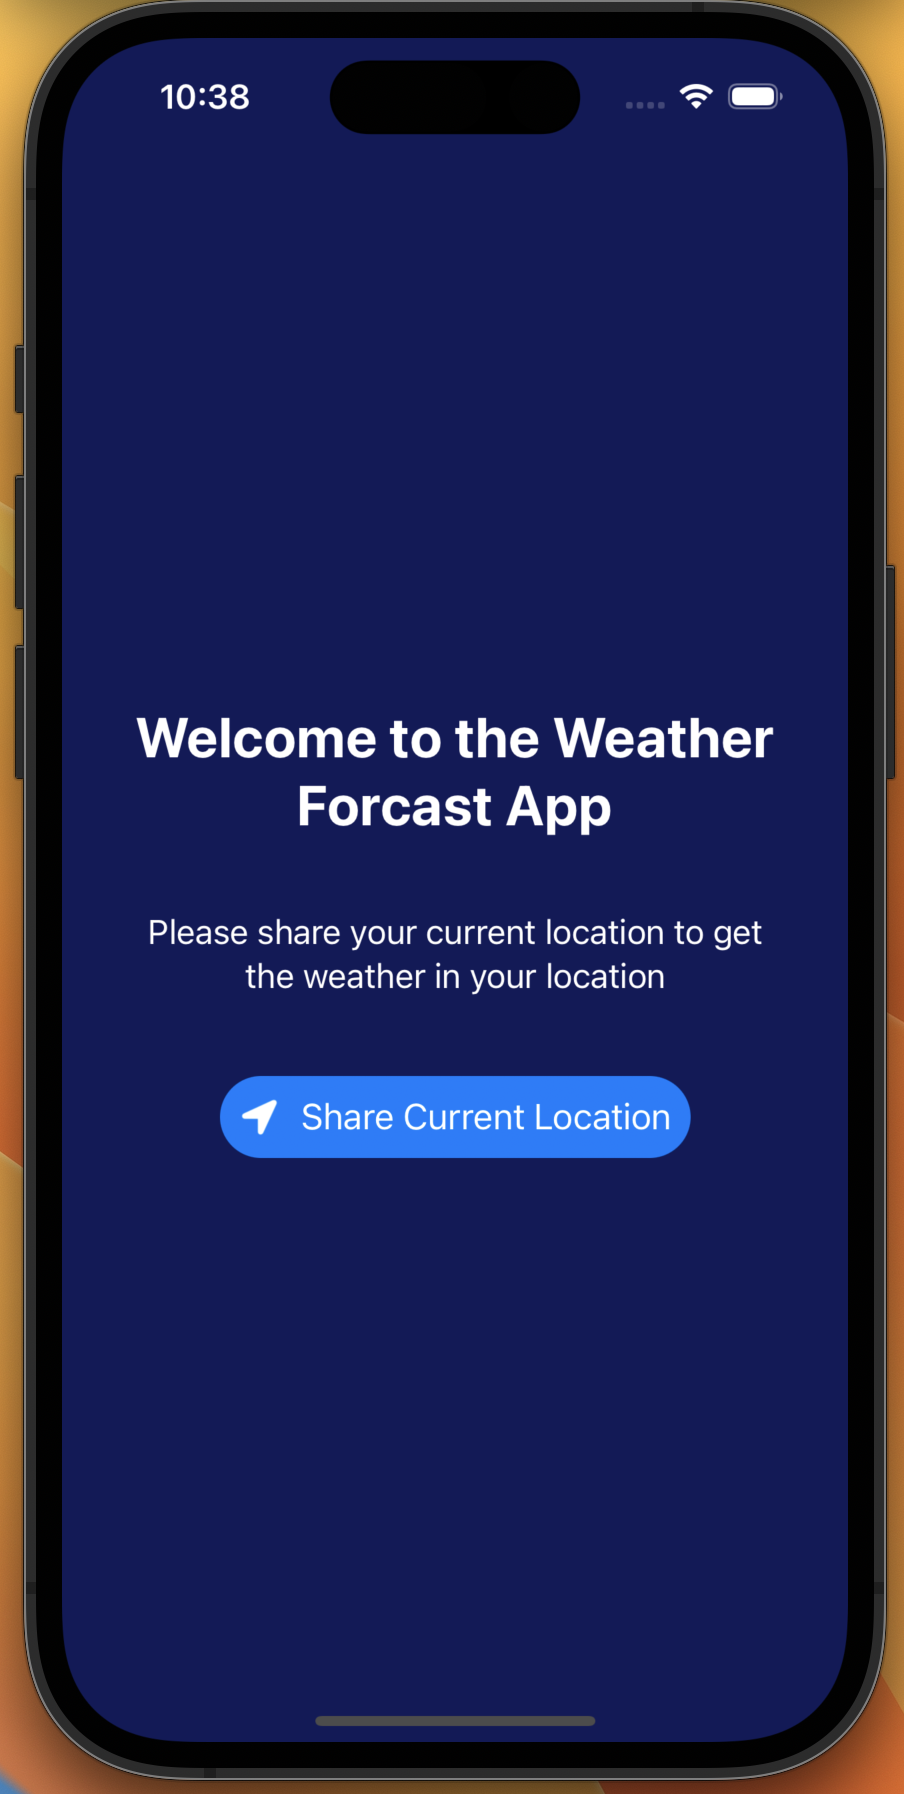 10:38
Welcome to the Weather
Forcast App
Please share your current location to get
the weather in your location
Share Current Location